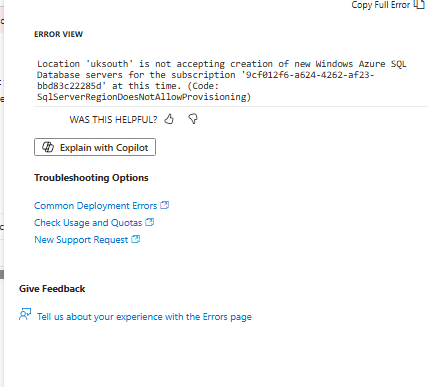 Copy Full Error
ERROR VIEW
Location 'uksouth' is not accepting creation of new Windows Azure SQL
Database servers for the subscription '9cf012f6-a624-4262-af23-
bbd83c22285d' at this time. (Code:
SqlServerRegionDoesNotAllowProvisioning)
WAS THIS HELPFUL?
Explain with Copilot
Troubleshooting Options
Common Deployment Errors
Check Usage and Quotas
New Support Request
Give Feedback
Tell us about your experience with the Errors page